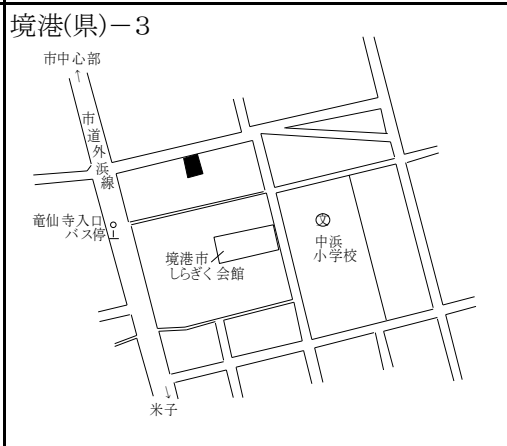 境港(県)－3
市中心部
↑
市道外浜線
竜仙寺入口
バス停
境港市
しらぎく会館
文
中浜
小学校
↓
米子